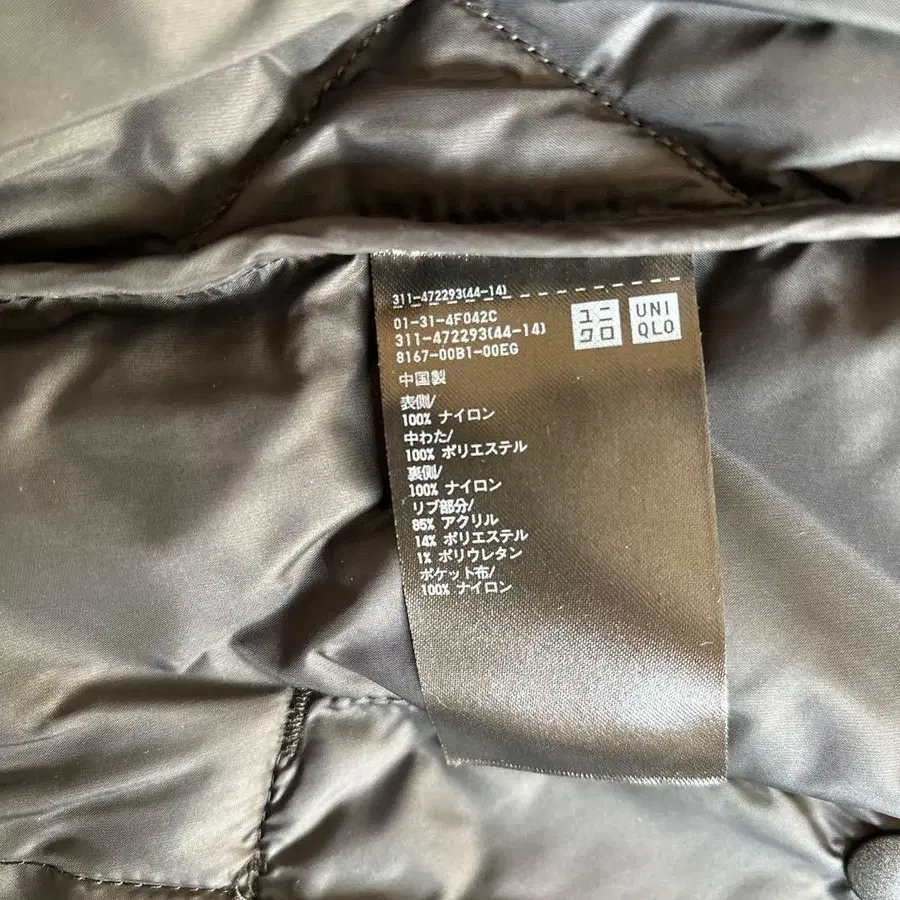 311-472293(44-14)
01-31-4F042C
311-472293(44-14)
8167-00B1-00EG
ユニ
クロ
UNI
QLO
中国製
表側/
100% ナイロン
中わた/
100% ポリエステル
裏側/
100% ナイロン
リブ部分/
85% アクリル
14% ポリエステル
1% ポリウレタン
ポケット布/
100% ナイロン